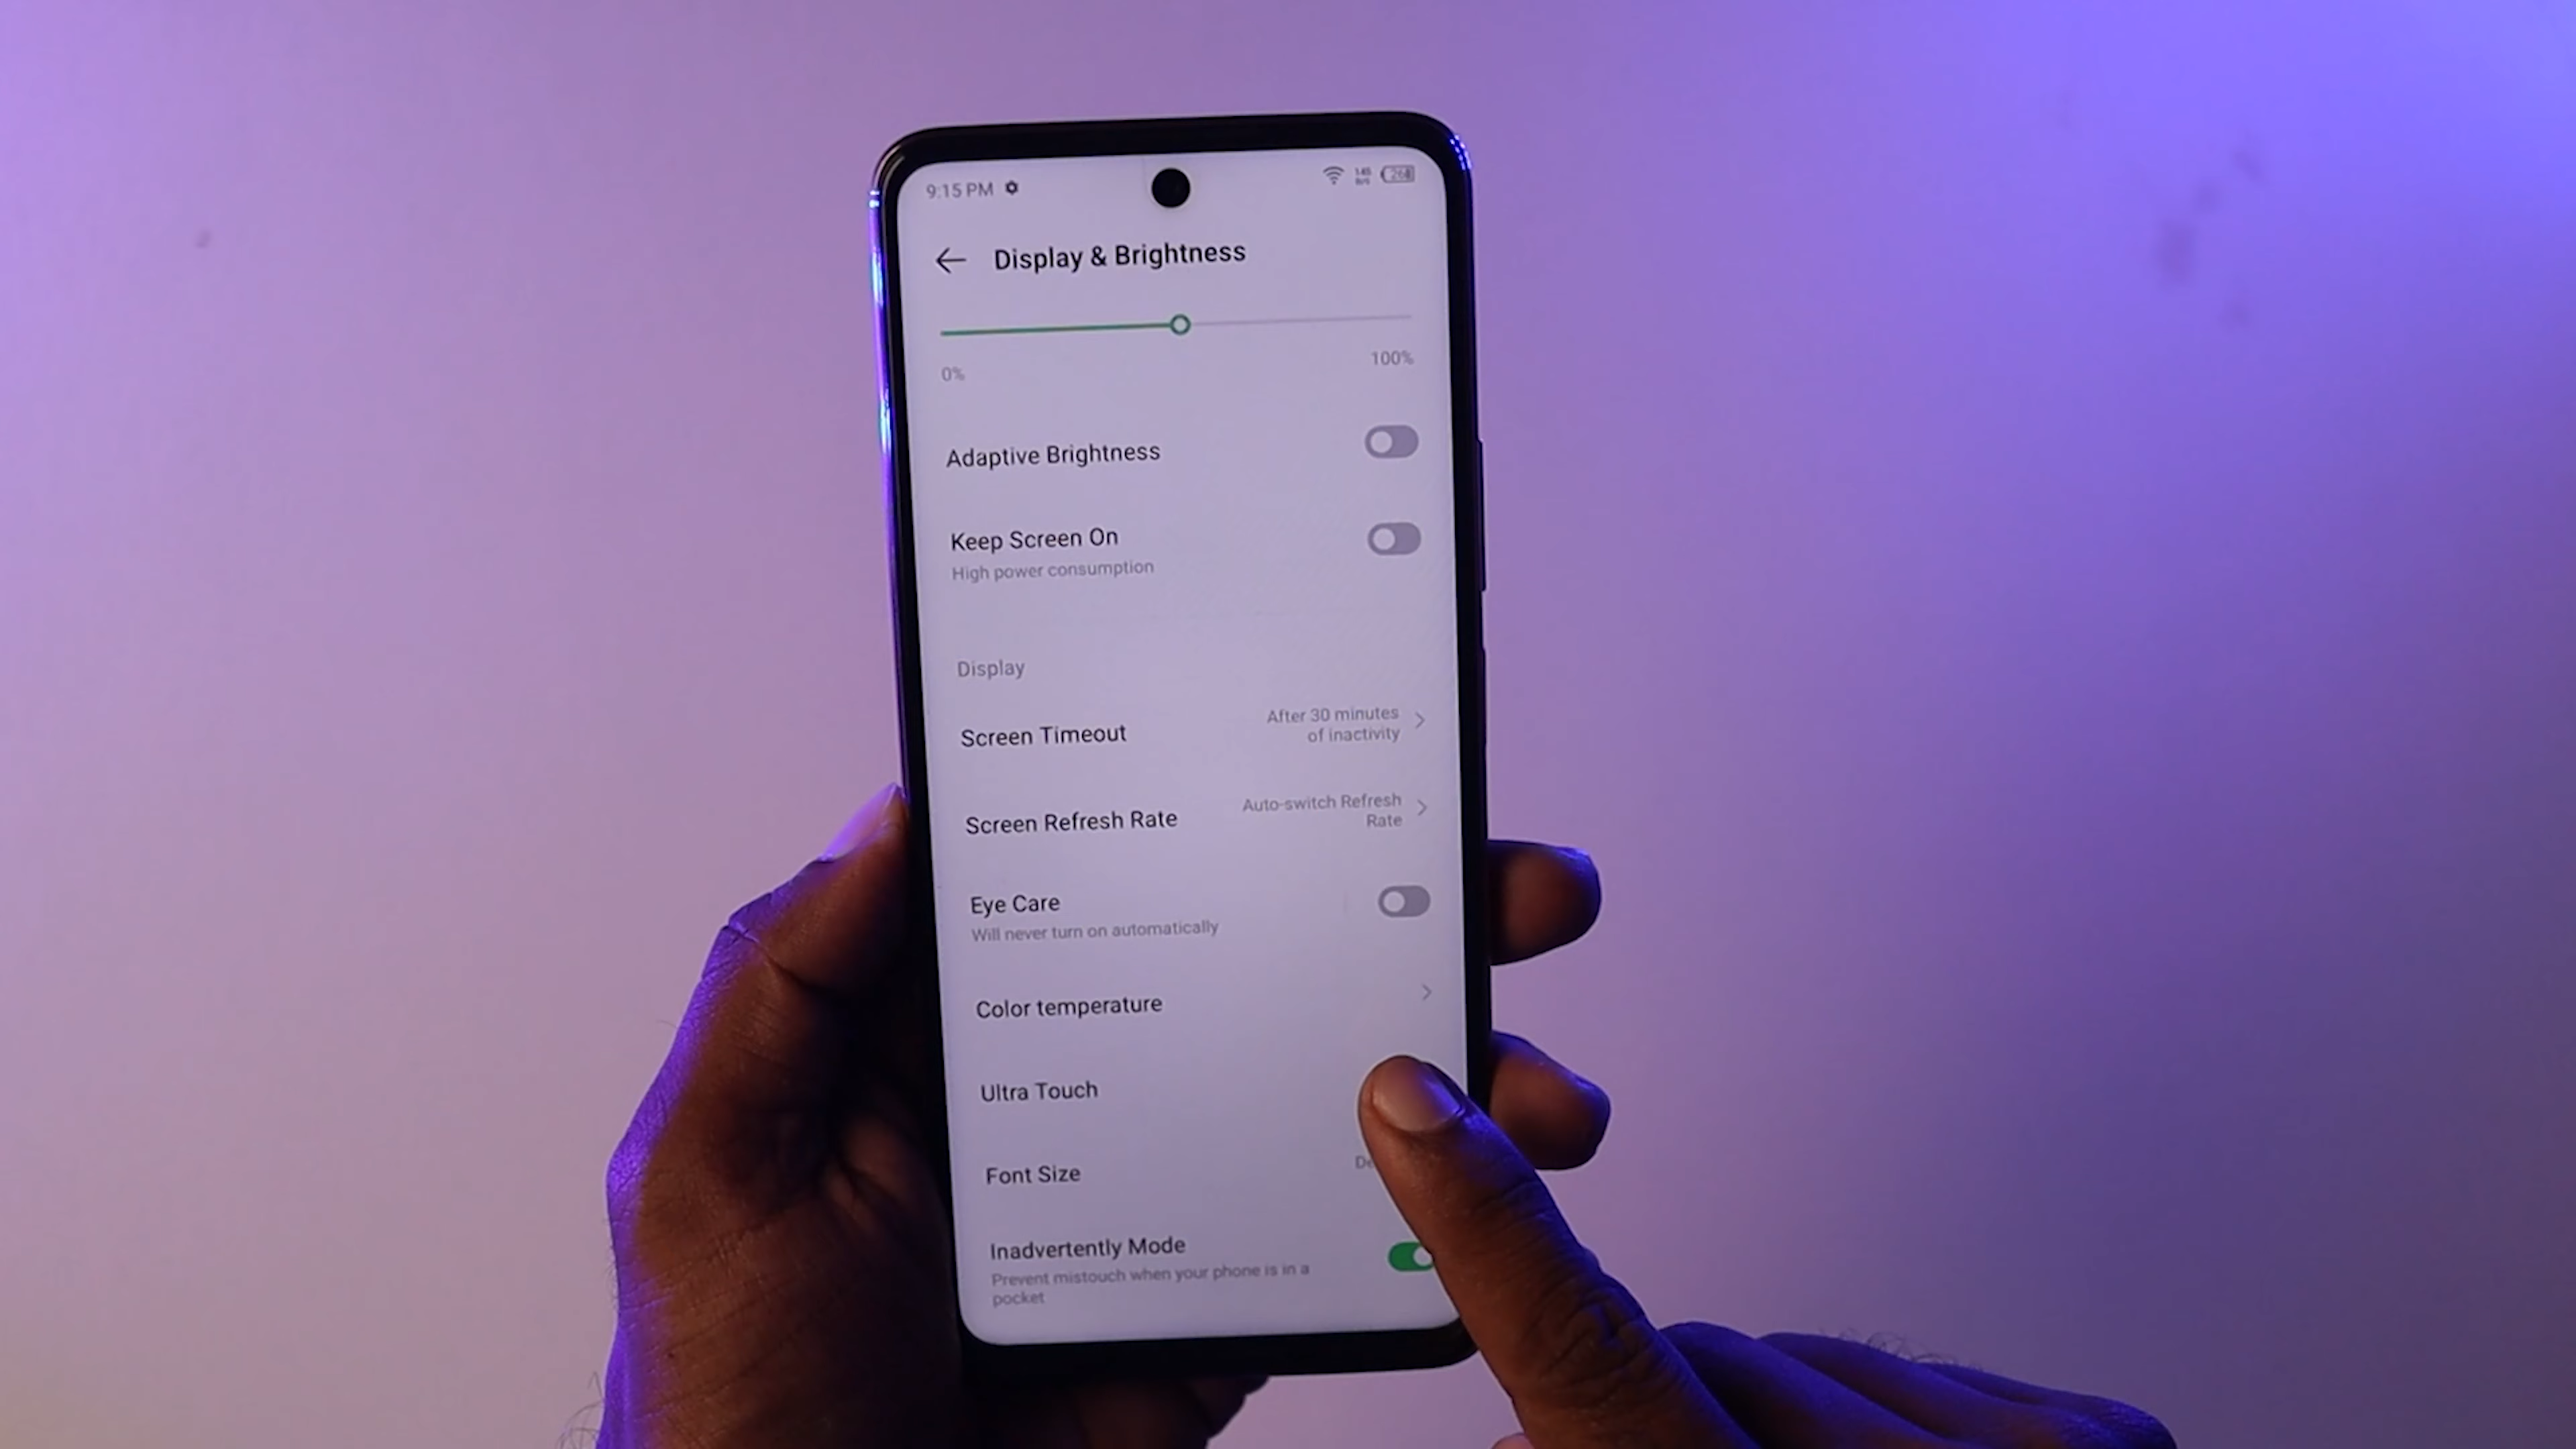 9:15 PM
Display & Brightness
0% 100%
Adaptive Brightness
Keep Screen On
High power consumption
Display
Screen Timeout
After 30 minutes
of inactivity
Screen Refresh Rate
Auto-switch Refresh
Rate
Eye Care
Will never turn on automatically
Color temperature
Ultra Touch
Font Size
Inadvertently Mode
Prevent mistouch when your phone is in a
pocket